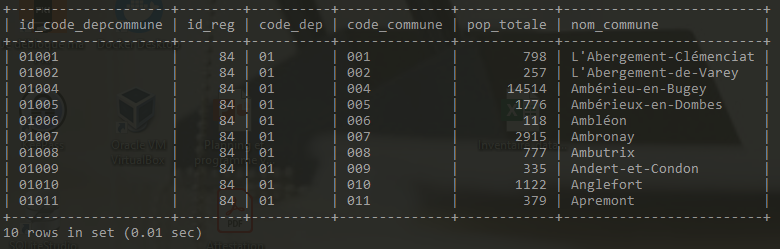 +------------------+--------+----------+--------------+------------+-------------------------+
| id_code_depcommune | id_reg | code_dep | code_commune | pop_totale | nom_commune |
+------------------+--------+----------+--------------+------------+-------------------------+
| 01001 | 84 | 01 | 001 | 798 | L'Abergement-Clémenciat |
| 01002 | 84 | 01 | 002 | 257 | L'Abergement-de-Varey |
| 01004 | 84 | 01 | 004 | 14514 | Ambérieu-en-Bugey |
| 01005 | 84 | 01 | 005 | 1776 | Ambérieux-en-Dombes |
| 01006 | 84 | 01 | 006 | 118 | Ambléon |
| 01007 | 84 | 01 | 007 | 2915 | Ambronay |
| 01008 | 84 | 01 | 008 | 777 | Ambutrix |
| 01009 | 84 | 01 | 009 | 335 | Andert-et-Condon |
| 01010 | 84 | 01 | 010 | 1122 | Anglefort |
| 01011 | 84 | 01 | 011 | 379 | Apremont |
+------------------+--------+----------+--------------+------------+-------------------------+
10 rows in set (0.01 sec)
Oracle VM
VirtualBox